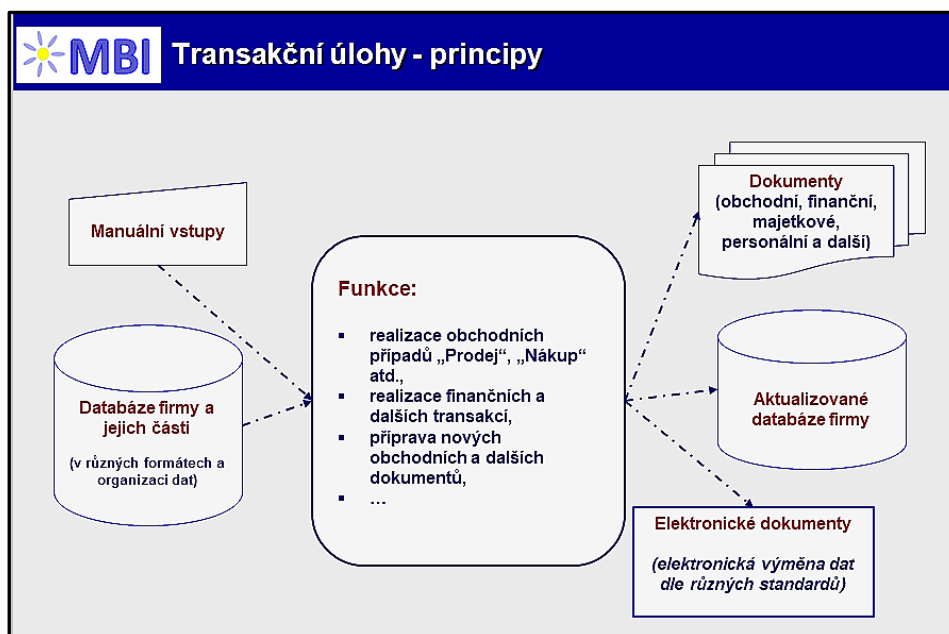 MBI
Transakční úlohy - principy
Manuální vstupy
Databáze firmy a
jejich části
(v různých formátech a
organizaci dat)
Funkce:
▪ realizace obchodních
případů „Prodej“, „Nákup“
atd.,
▪ realizace finančních a
dalších transakcí,
▪ příprava nových
obchodních a dalších
dokumentů,
▪ ...
Dokumenty
(obchodní, finanční,
majetkové,
personální a další)
Aktualizované
databáze firmy
Elektronické dokumenty
(elektronická výměna dat
dle různých standardů)